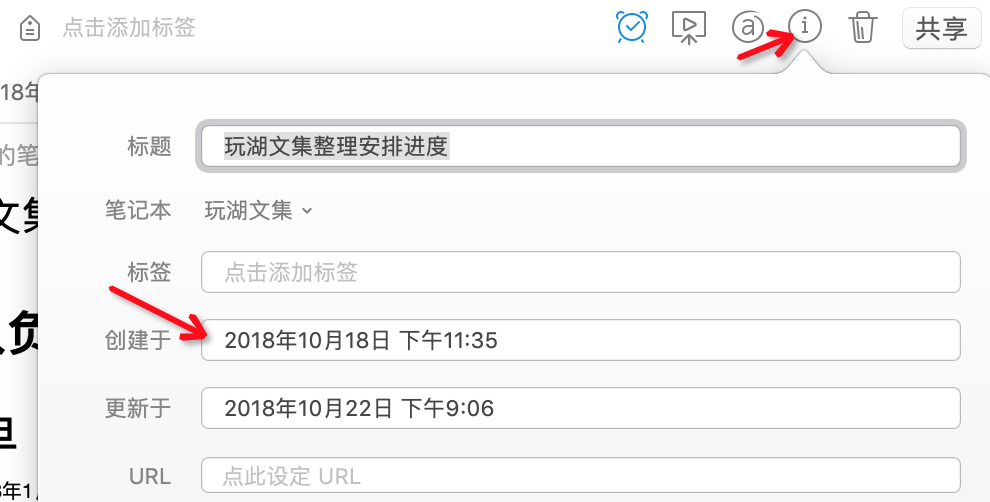 点击添加标签
共享
18年
标题 玩湖文集整理安排进度
的笔
笔记本 玩湖文集
文集
标签 点击添加标签
创建于 2018年10月18日 下午11:35
更新于 2018年10月22日 下午9:06
URL 点此设定 URL